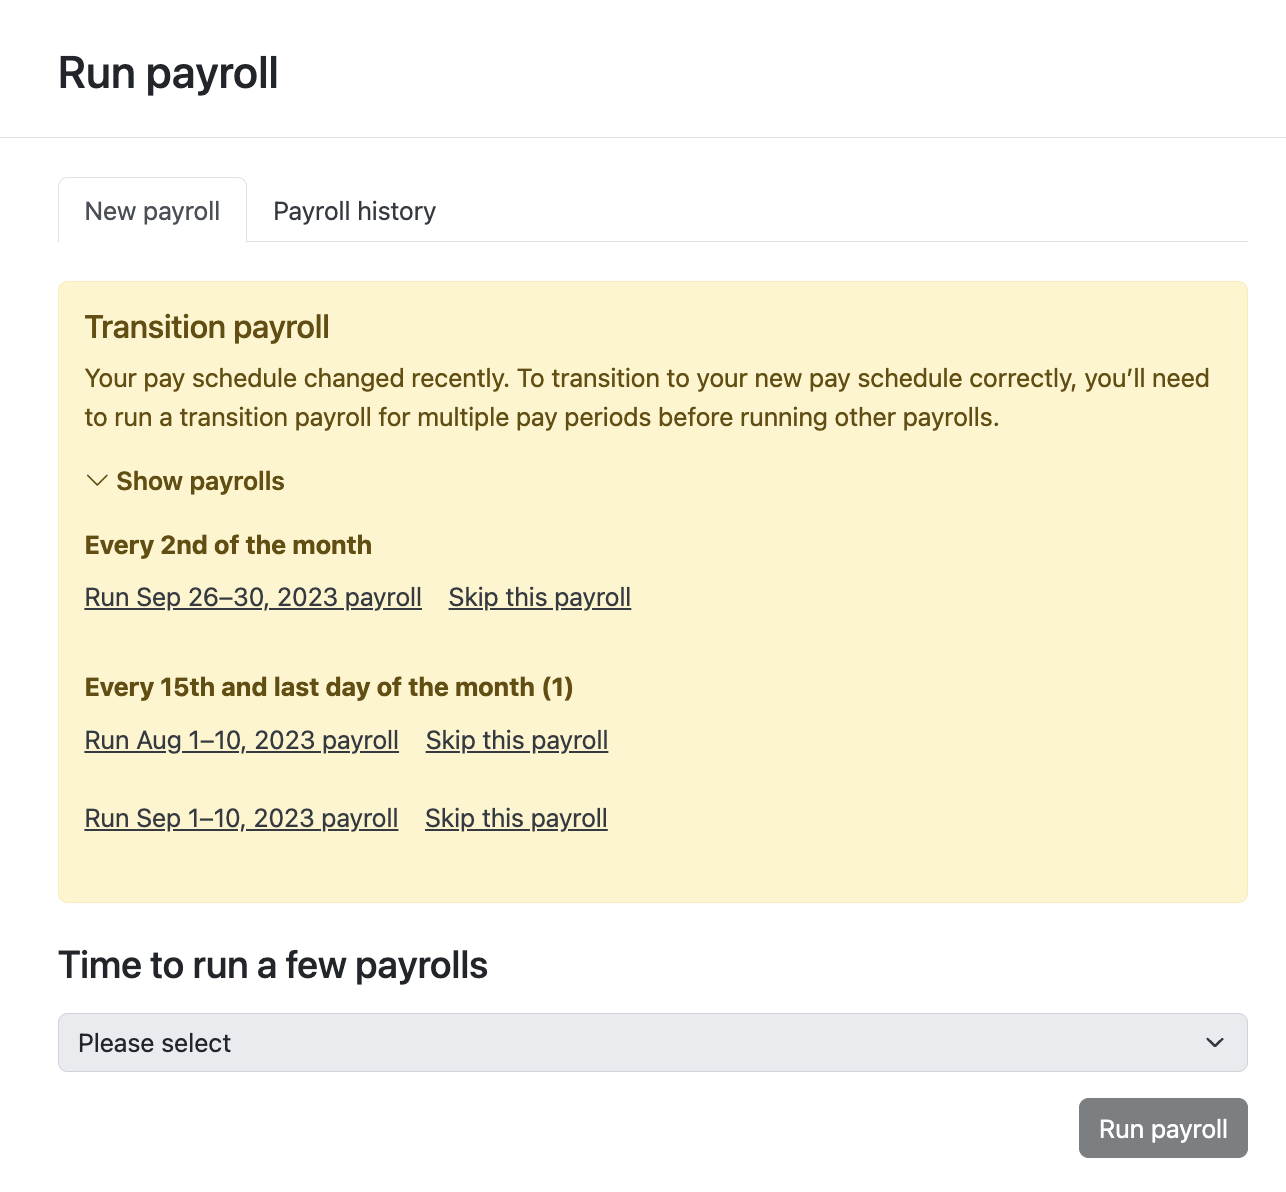 Run payroll
New payroll
Payroll history
Transition payroll
Your pay schedule changed recently. To transition to your new pay schedule correctly, you’ll need
to run a transition payroll for multiple pay periods before running other payrolls.
Show payrolls
Every 2nd of the month
Run Sep 26–30, 2023 payroll Skip this payroll
Every 15th and last day of the month (1)
Run Aug 1–10, 2023 payroll Skip this payroll
Run Sep 1–10, 2023 payroll Skip this payroll
Time to run a few payrolls
Please select
Run payroll